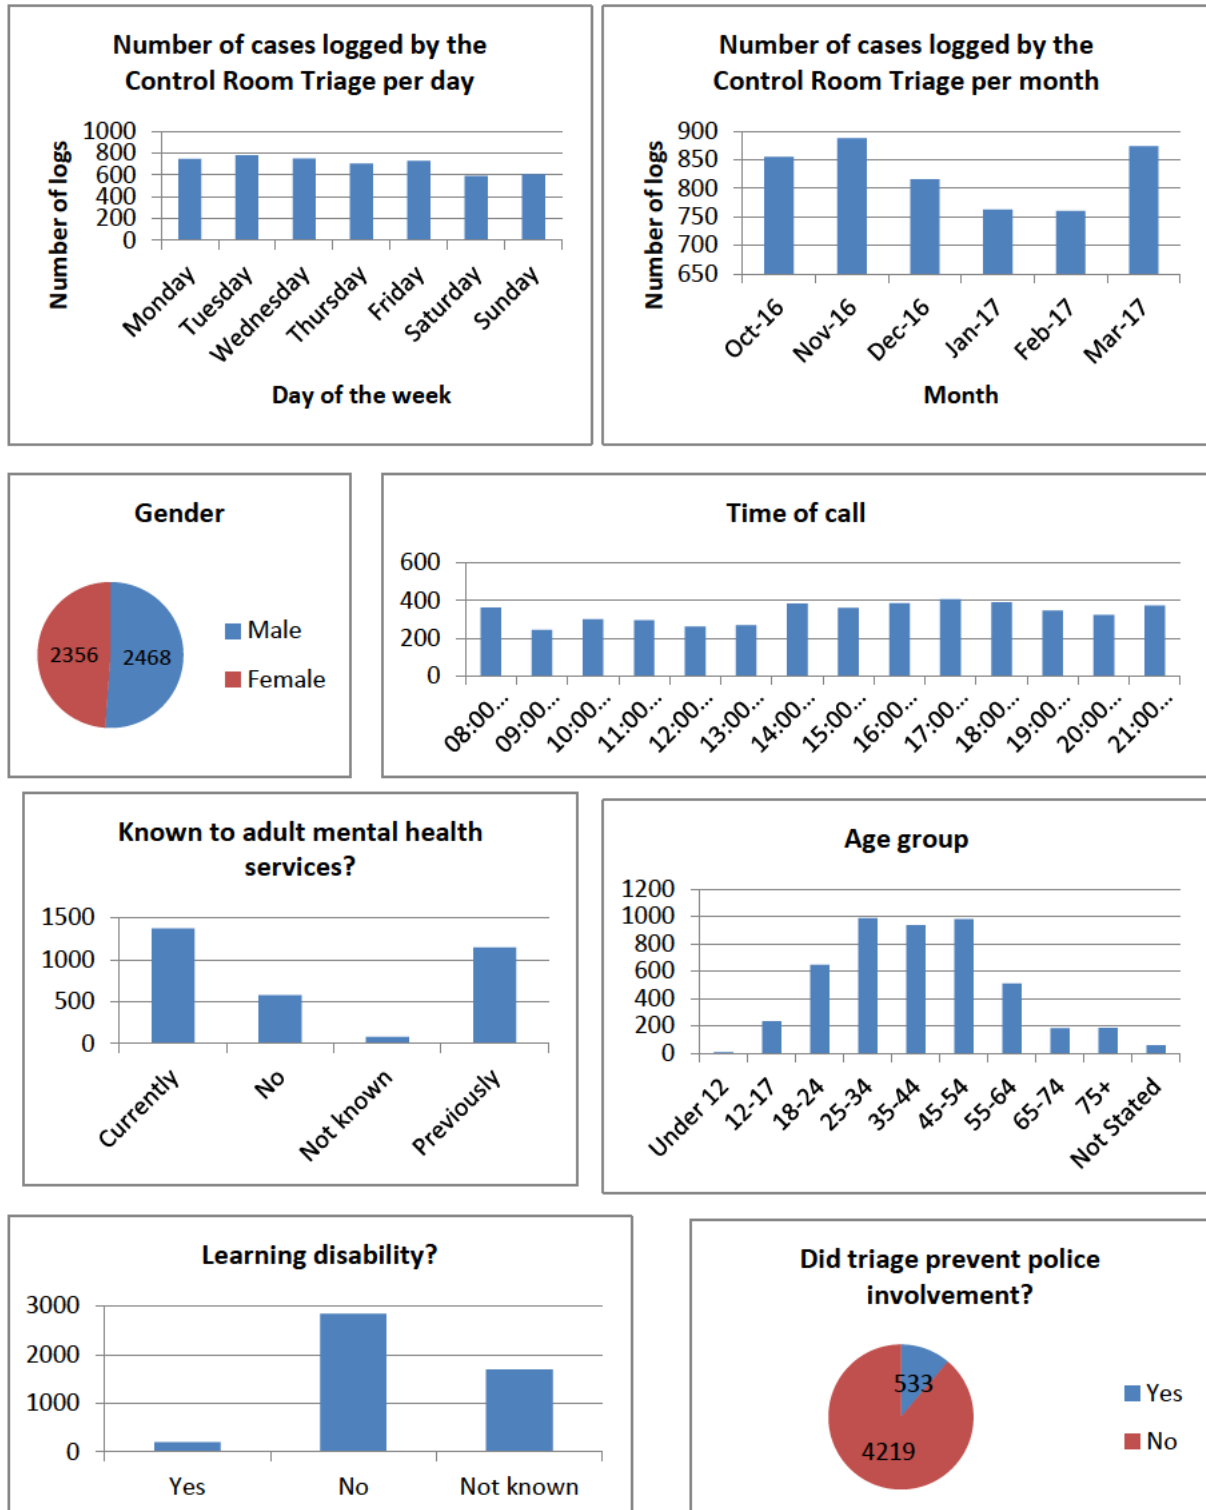 Number of cases logged by the
Control Room Triage per day
Number of logs
1000
800
600
400
200
0
Monday
Tuesday
Wednesday
Thursday
Friday
Saturday
Sunday
Day of the week
Number of cases logged by the
Control Room Triage per month
Number of logs
900
850
800
750
700
650
Oct-16
Nov-16
Dec-16
Jan-17
Feb-17
Mar-17
Month
Gender
2356
2468
Male
Female
Time of call
600
400
200
0
08:00...
09:00...
10:00...
11:00...
12:00...
13:00...
14:00...
15:00...
16:00...
17:00...
18:00...
19:00...
20:00...
21:00...
Known to adult mental health
services?
1500
1000
500
0
Currently
No
Not known
Previously
Age group
1200
1000
800
600
400
200
0
Under 12
12-17
18-24
25-34
35-44
45-54
55-64
65-74
75+
Not Stated
Learning disability?
3000
2000
1000
0
Yes
No
Not known
Did triage prevent police
involvement?
533
4219
Yes
No